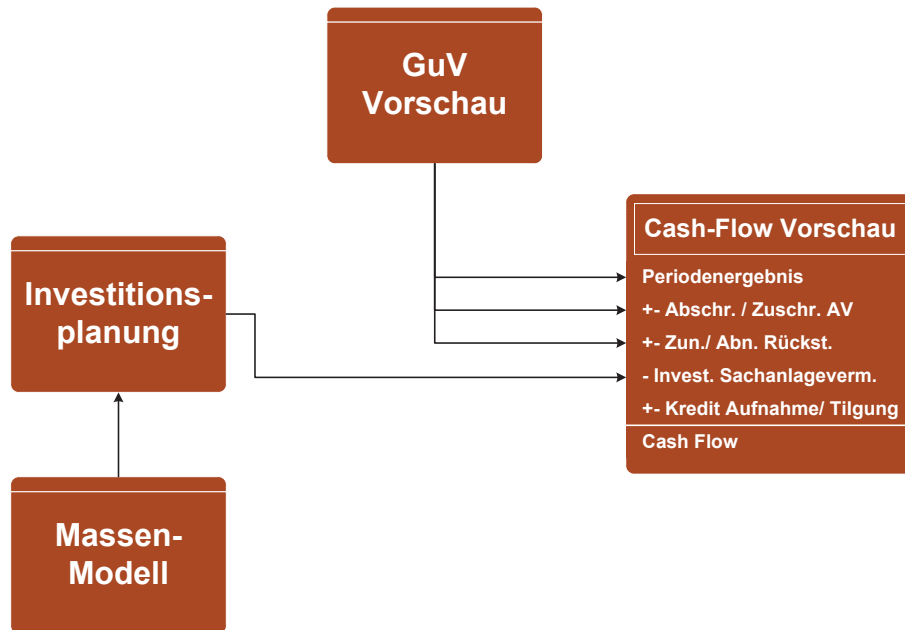 GuV
Vorschau
Cash-Flow Vorschau
Periodenergebnis
+- Abschr. / Zuschr. AV
+- Zun./ Abn. Rückst.
- Invest. Sachanlageverm.
+- Kredit Aufnahme/ Tilgung
Cash Flow
Investitions-
planung
Massen-
Modell